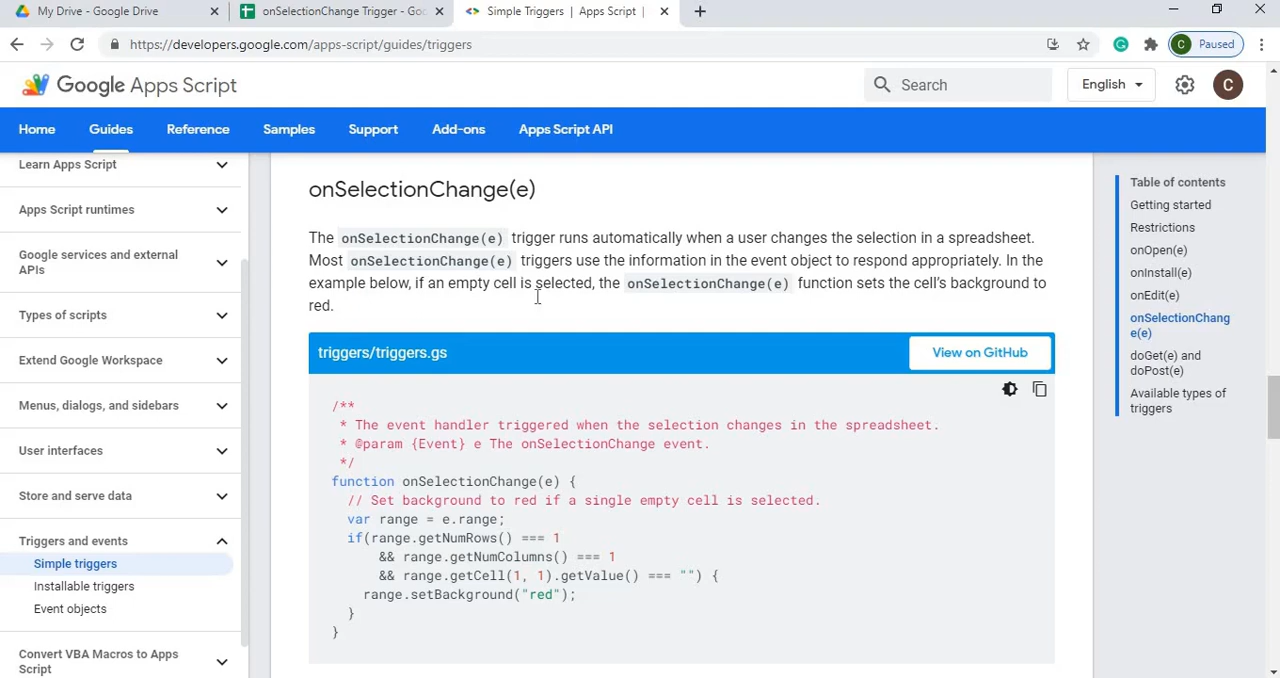 My Drive - Google Drive
onSelectionChange Trigger - Goo
Simple Triggers | Apps Script |
https://developers.google.com/apps-script/guides/triggers
C
Paused
Google Apps Script
Search
English
C
Home
Guides
Reference
Samples
Support
Add-ons
Apps Script API
Learn Apps Script
Apps Script runtimes
Google services and external
APIs
Types of scripts
Extend Google Workspace
Menus, dialogs, and sidebars
User interfaces
Store and serve data
Triggers and events
Simple triggers
Installable triggers
Event objects
Convert VBA Macros to Apps
Script
onSelectionChange(e)
The onSelectionChange(e) trigger runs automatically when a user changes the selection in a spreadsheet.
Most onSelectionChange(e) triggers use the information in the event object to respond appropriately. In the
example below, if an empty cell is selected, the onSelectionChange(e) function sets the cell's background to
red.
triggers/triggers.gs
View on GitHub
/**
* The event handler triggered when the selection changes in the spreadsheet.
* @param {Event} e The onSelectionChange event.
*/
function onSelectionChange(e) {
// Set background to red if a single empty cell is selected.
var range = e.range;
if(range.getNumRows() === 1
&& range.getNumColumns() === 1
&& range.getCell(1, 1).getValue() === "") {
range.setBackground("red");
}
}
Table of contents
Getting started
Restrictions
onOpen(e)
onInstall(e)
onEdit(e)
onSelectionChang
e(e)
doGet(e) and
doPost(e)
Available types of
triggers